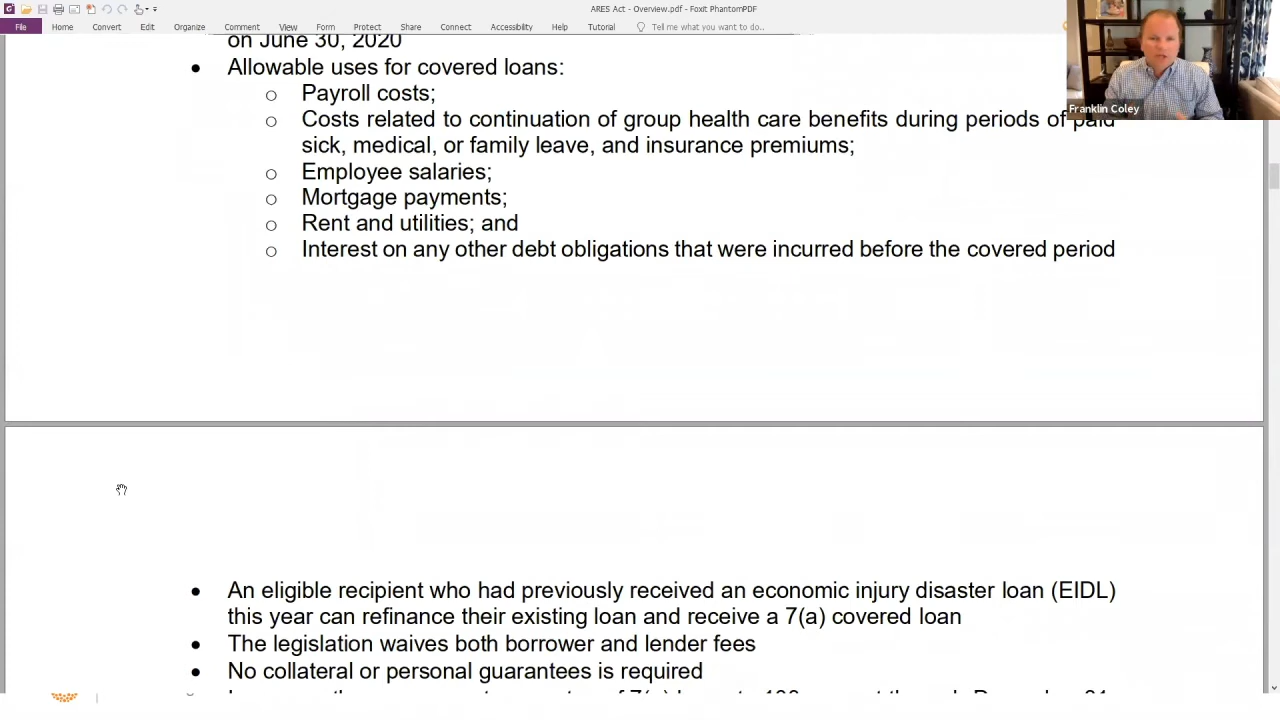 ARES Act - Overview.pdf - Foxit PhantomPDF
File Home Convert Edit Organize Comment View Form Protect Share Connect Accessibility Help Tutorial Tell me what you want to do..
on June 30, 2020
Franklin Coley
• Allowable uses for covered loans:
o Payroll costs;
o Costs related to continuation of group health care benefits during periods of paid
sick, medical, or family leave, and insurance premiums;
o Employee salaries;
o Mortgage payments;
o Rent and utilities; and
o Interest on any other debt obligations that were incurred before the covered period
• An eligible recipient who had previously received an economic injury disaster loan (EIDL)
this year can refinance their existing loan and receive a 7(a) covered loan
• The legislation waives both borrower and lender fees
• No collateral or personal guarantees is required